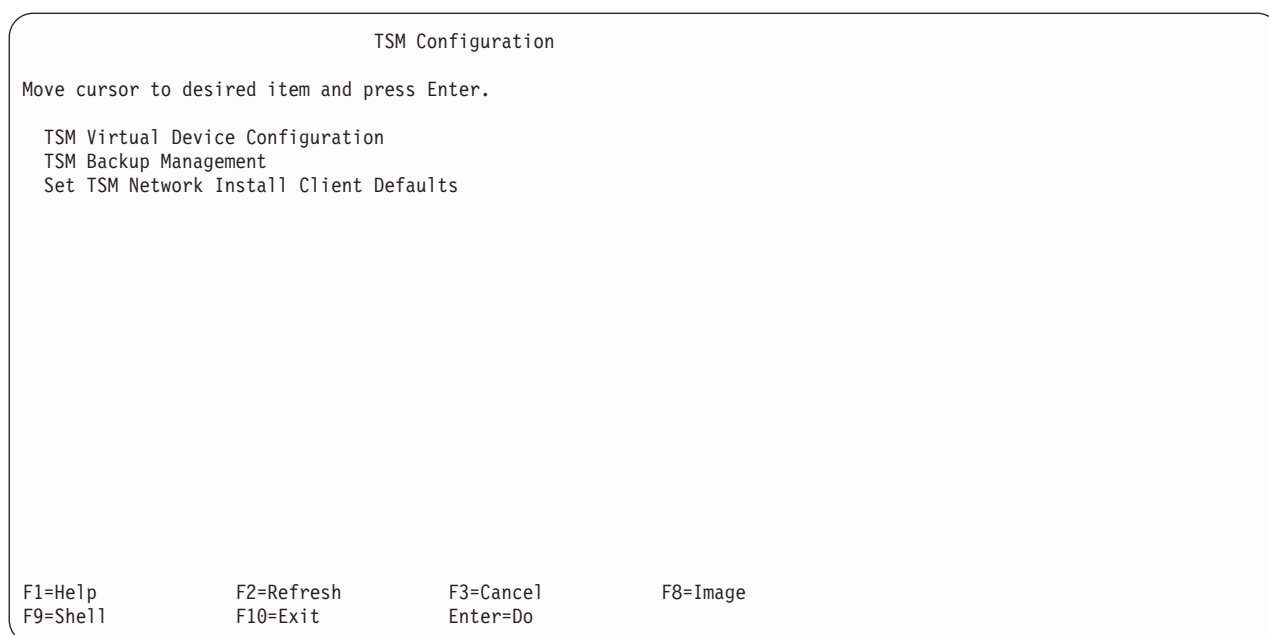 TSM Configuration
Move cursor to desired item and press Enter.
TSM Virtual Device Configuration
TSM Backup Management
Set TSM Network Install Client Defaults
F1=Help F2=Refresh F3=Cancel F8=Image
F9=Shell F10=Exit Enter=Do